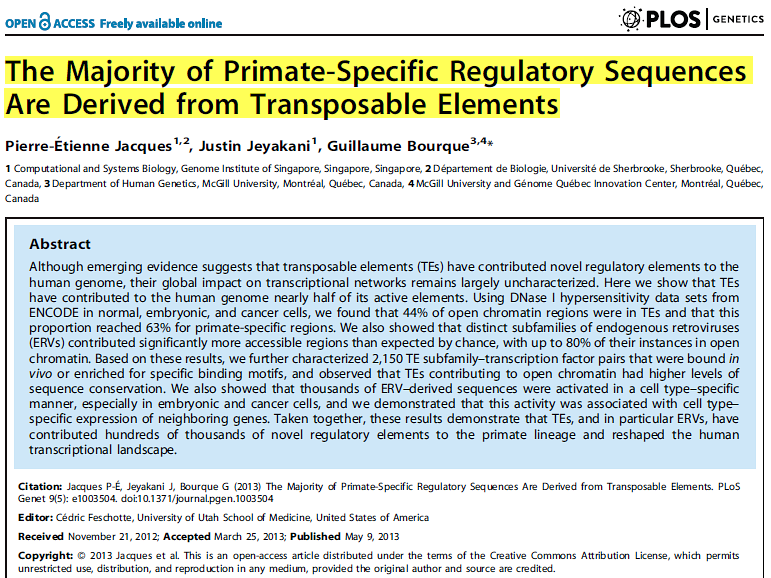 OPEN ACCESS Freely available online
PLOS | GENETICS
The Majority of Primate-Specific Regulatory Sequences
Are Derived from Transposable Elements
Pierre-Étienne Jacques1,2, Justin Jeyakani1, Guillaume Bourque3,4*
1 Computational and Systems Biology, Genome Institute of Singapore, Singapore, Singapore, 2 Département de Biologie, Université de Sherbrooke, Sherbrooke, Québec,
Canada, 3 Department of Human Genetics, McGill University, Montréal, Québec, Canada, 4 McGill University and Génome Québec Innovation Center, Montréal, Québec,
Canada
Abstract
Although emerging evidence suggests that transposable elements (TEs) have contributed novel regulatory elements to the
human genome, their global impact on transcriptional networks remains largely uncharacterized. Here we show that TEs
have contributed to the human genome nearly half of its active elements. Using DNase I hypersensitivity data sets from
ENCODE in normal, embryonic, and cancer cells, we found that 44% of open chromatin regions were in TEs and that this
proportion reached 63% for primate-specific regions. We also showed that distinct subfamilies of endogenous retroviruses
(ERVs) contributed significantly more accessible regions than expected by chance, with up to 80% of their instances in open
chromatin. Based on these results, we further characterized 2,150 TE subfamily–transcription factor pairs that were bound in
vivo or enriched for specific binding motifs, and observed that TEs contributing to open chromatin had higher levels of
sequence conservation. We also showed that thousands of ERV–derived sequences were activated in a cell type–specific
manner, especially in embryonic and cancer cells, and we demonstrated that this activity was associated with cell type–
specific expression of neighboring genes. Taken together, these results demonstrate that TEs, and in particular ERVs, have
contributed hundreds of thousands of novel regulatory elements to the primate lineage and reshaped the human
transcriptional landscape.
Citation: Jacques P-É, Jeyakani J, Bourque G (2013) The Majority of Primate-Specific Regulatory Sequences Are Derived from Transposable Elements. PLoS
Genet 9(5): e1003504. doi:10.1371/journal.pgen.1003504
Editor: Cédric Feschotte, University of Utah School of Medicine, United States of America
Received November 21, 2012; Accepted March 25, 2013; Published May 9, 2013
Copyright: © 2013 Jacques et al. This is an open-access article distributed under the terms of the Creative Commons Attribution License, which permits
unrestricted use, distribution, and reproduction in any medium, provided the original author and source are credited.